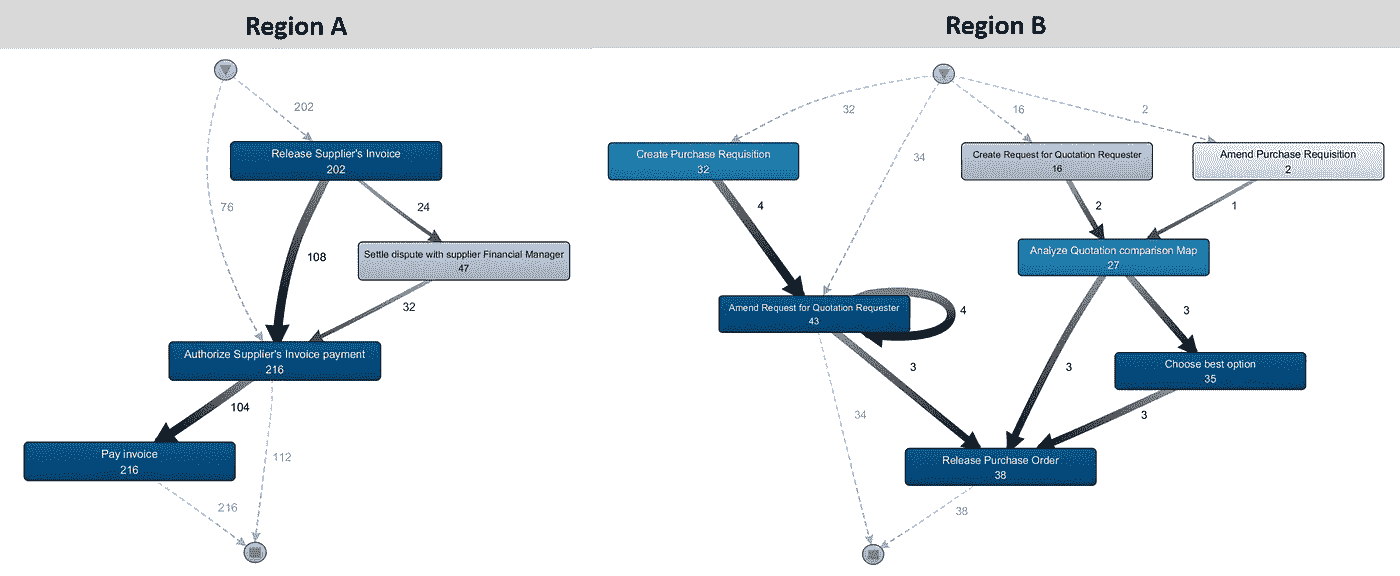 Region A
202
Release Supplier's Invoice
202
76
24
108
Settle dispute with supplier Financial Manager
47
32
Authorize Supplier's Invoice payment
216
104
112
Pay invoice
216
216
Region B
32
16
2
34
Create Purchase Requisition
32
Create Request for Quotation Requester
16
Amend Purchase Requisition
2
4
2
1
Analyze Quotation comparison Map
27
Amend Request for Quotation Requester
43
4
3
3
3
Choose best option
35
34
3
Release Purchase Order
38
38